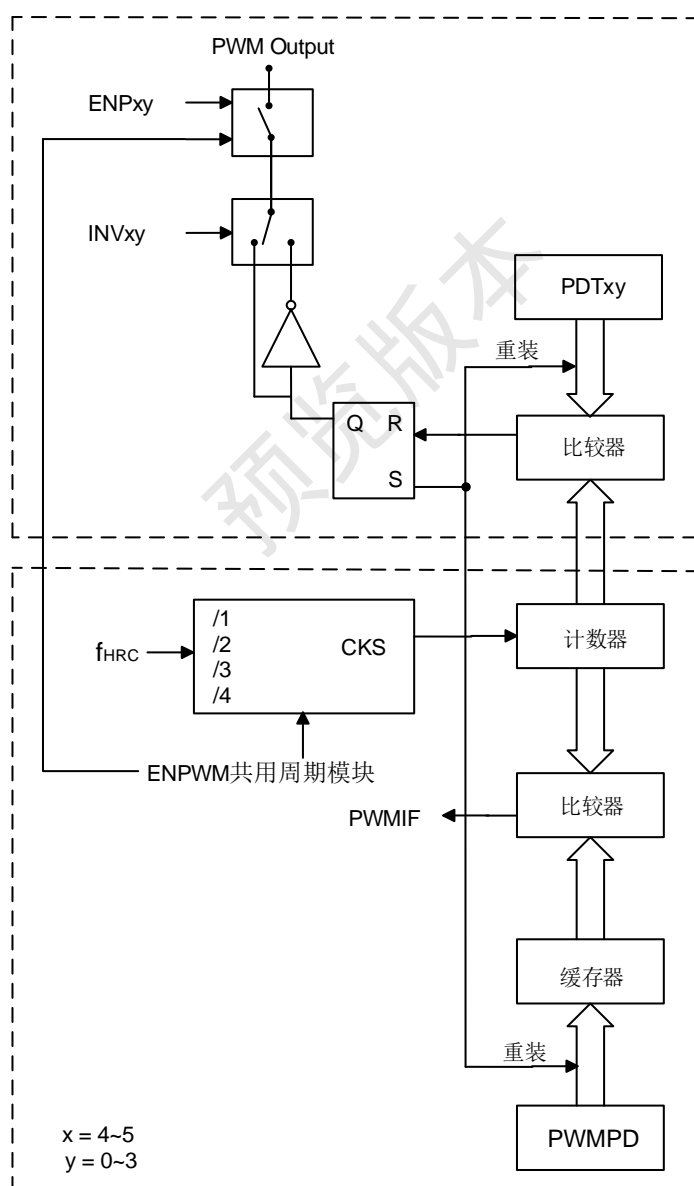 PWM Output
ENPxy
INVxy
PDTxy
重装
Q R
S
比较器
预览版本
fHRC
/1
/2
/3
/4
CKS
计数器
ENPWM共用周期模块
PWMIF
比较器
缓存器
重装
PWMPD
x = 4~5
y = 0~3